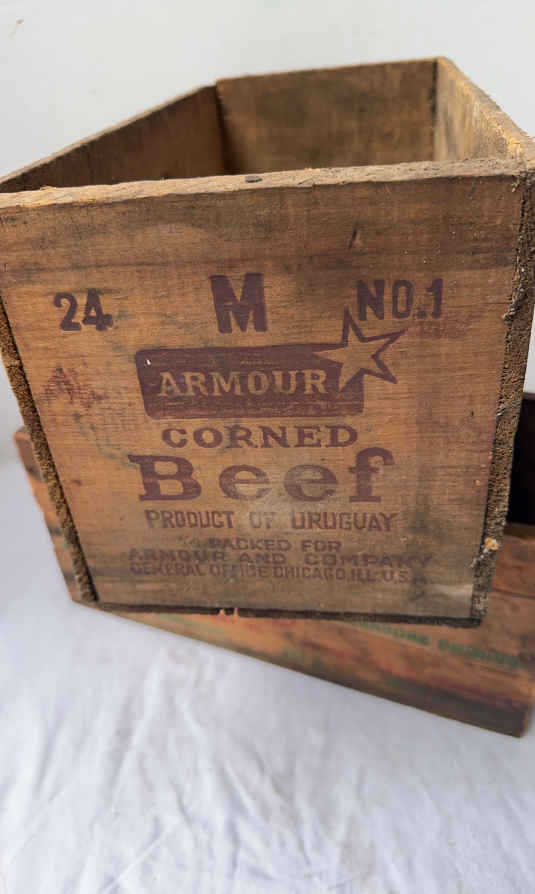 24 M NO.1
ARMOUR
CORNED
Beef
PRODUCT OF URUGUAY
PACKED FOR
ARMOUR AND COMPANY
GENERAL OFFICE CHICAGO, ILL. U.S.A.